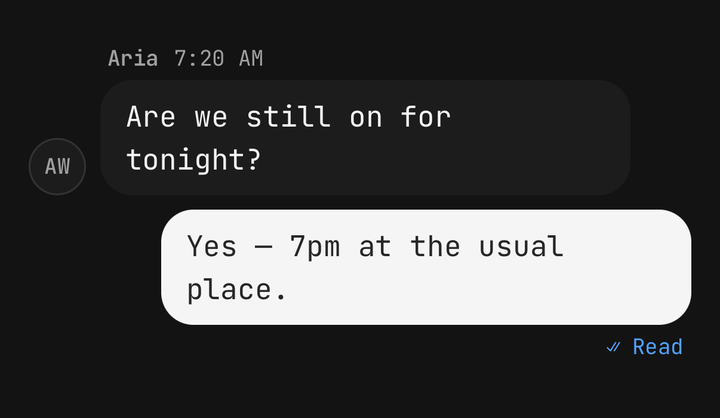 Aria 7:20 AM
Are we still on for
tonight?
AW
Yes — 7pm at the usual
place.
Read